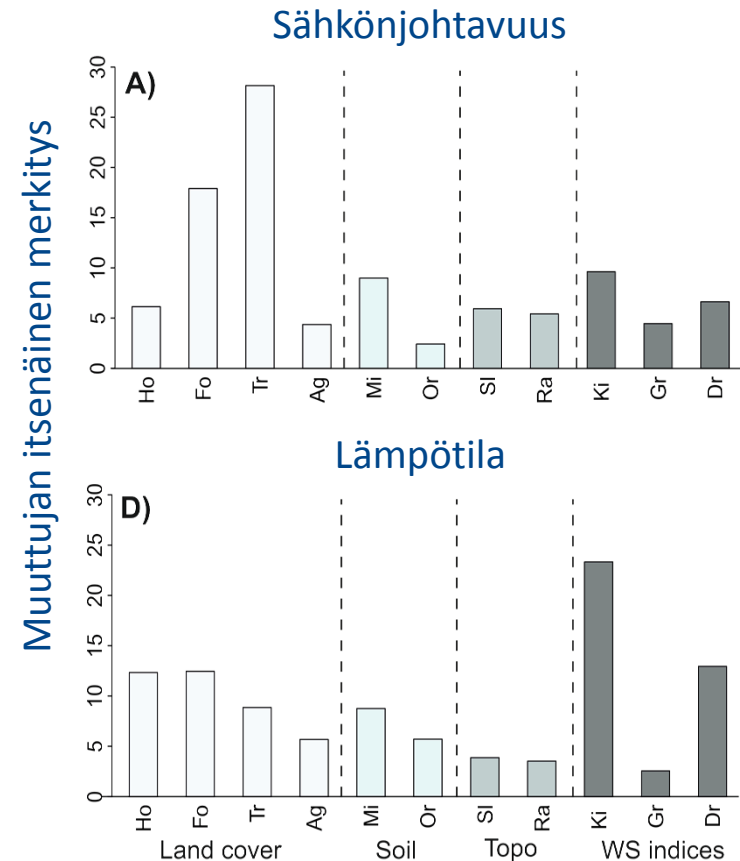 Sähkönjohtavuus
Muuttujan itsenäinen merkitys
A)
30
25
20
15
10
5
0
Ho Fo Tr Ag Mi Or Sl Ra Ki Gr Dr
Lämpötila
D)
30
25
20
15
10
5
0
Ho Fo Tr Ag Mi Or Sl Ra Ki Gr Dr
Land cover Soil Topo WS indices